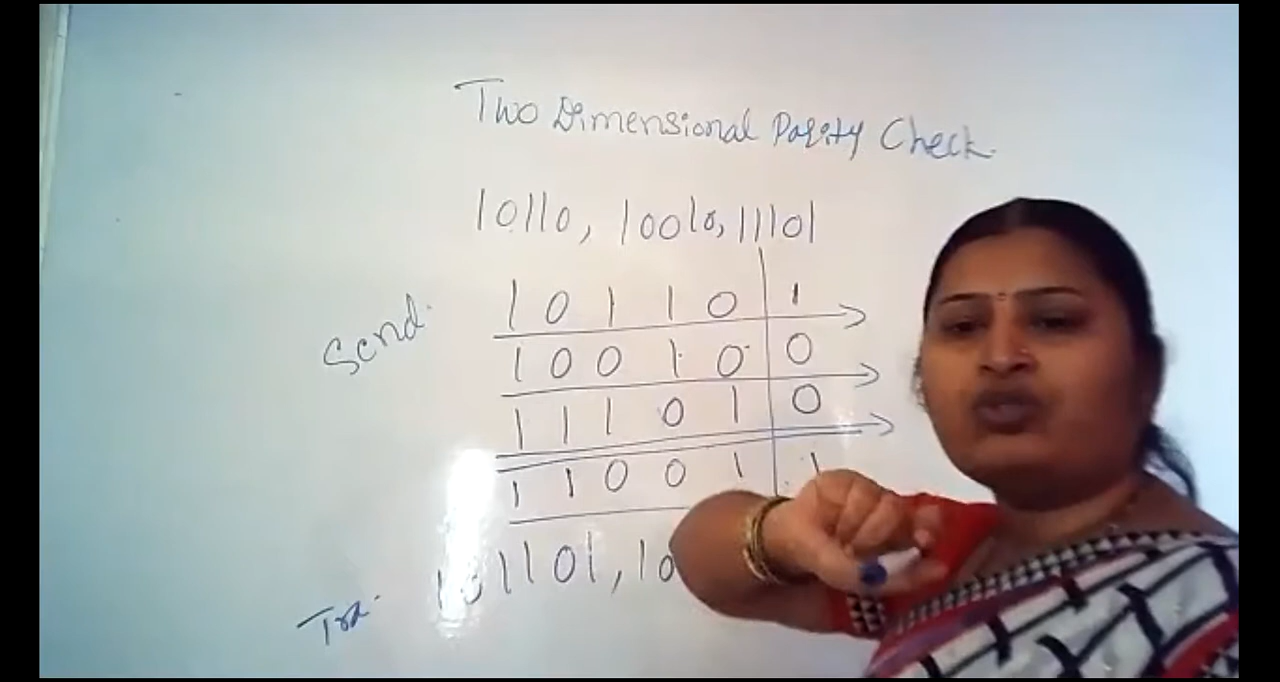 Two Dimensional Parity Check.
10110, 10010, 11101
Send.
1 0 1 1 0 1
1 0 0 1 0 0
1 1 1 0 1 0
1 1 0 0 1 1
101101, 10
Tra.